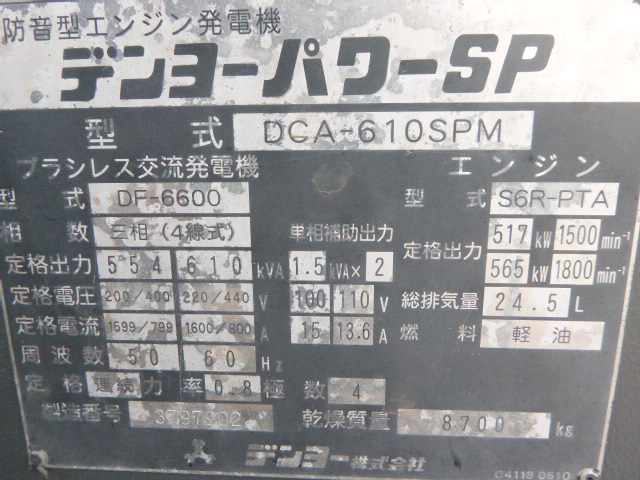 防音型エンジン発電機
デンヨーパワーSP
型式 DCA-610SPM
ブラシレス交流発電機 エンジン
型式 DF-6600 型式 S6R-PTA
相数 三相(4線式) 単相補助出力 定格出力 517 kW 1500 min⁻¹
定格出力 554 610 kVA 1.5 kVA×2 565 kW 1800 min⁻¹
定格電圧 200/400 220/440 V 100 110 V 総排気量 24.5 L
定格電流 1599/799 1600/800 A 15 13.6 A 燃料 軽油
周波数 50 60 Hz
定格 連続 力率 0.8 極数 4
製造番号 3797902 乾燥質量 8700 kg
デンヨー株式会社 04113 0510